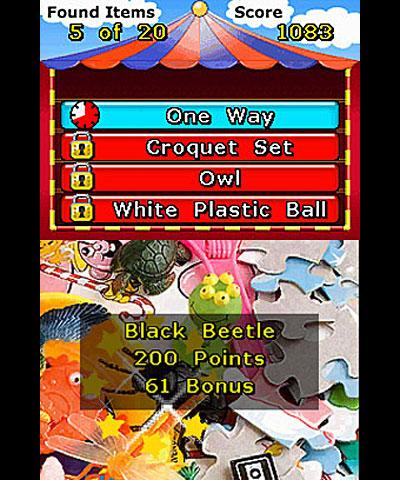 Found Items Score
5 of 20 1083
One Way
Croquet Set
Owl
White Plastic Ball
Black Beetle
200 Points
61 Bonus